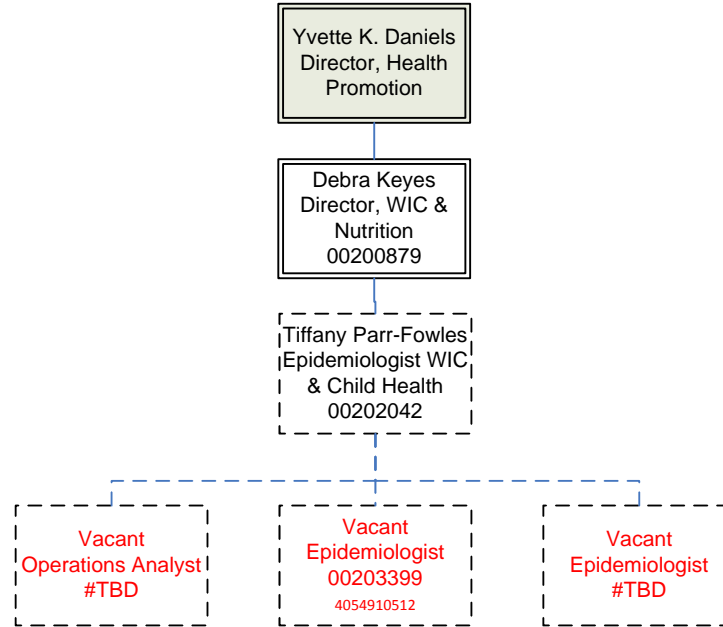 Yvette K. Daniels
Director, Health
Promotion
Debra Keyes
Director, WIC &
Nutrition
00200879
Tiffany Parr-Fowles
Epidemiologist WIC
& Child Health
00202042
Vacant
Operations Analyst
#TBD
Vacant
Epidemiologist
00203399
4054910512
Vacant
Epidemiologist
#TBD